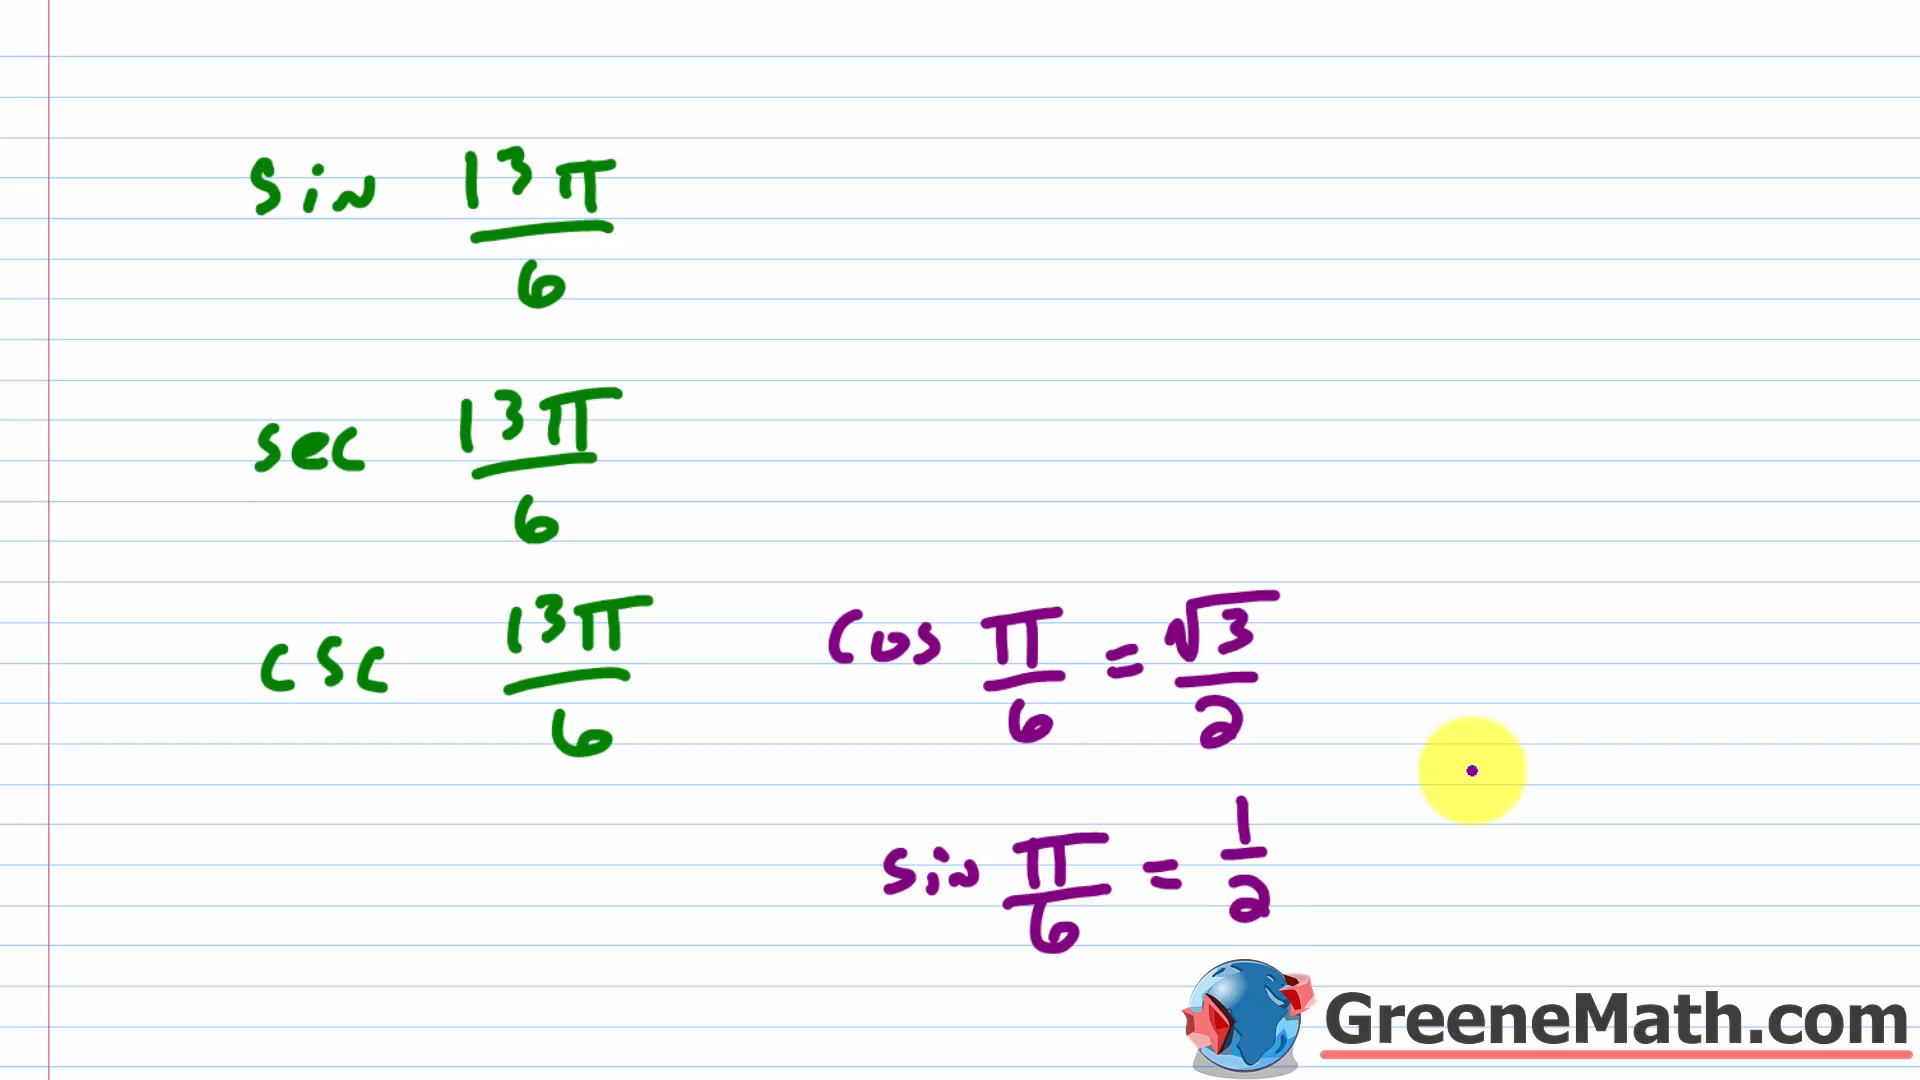 sin 13π/6
sec 13π/6
csc 13π/6
cos π/6 = √3/2
sin π/6 = 1/2
GreeneMath.com